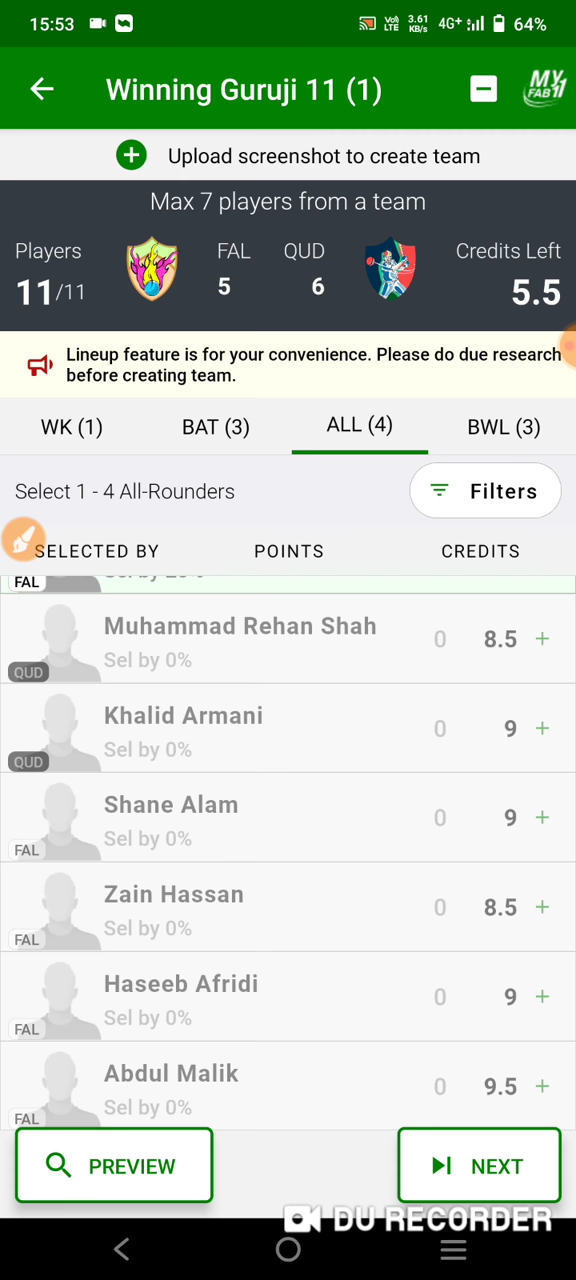 15:53 Vo) LTE 3.61 KB/s 4G+ 64%
Winning Guruji 11 (1) MY FAB11
Upload screenshot to create team
Max 7 players from a team
Players FAL QUD Credits Left
11/11 5 6 5.5
Lineup feature is for your convenience. Please do due research
before creating team.
WK (1) BAT (3) ALL (4) BWL (3)
Select 1 - 4 All-Rounders Filters
SELECTED BY POINTS CREDITS
FAL
Muhammad Rehan Shah 0 8.5 +
Sel by 0%
QUD
Khalid Armani 0 9 +
Sel by 0%
QUD
Shane Alam 0 9 +
Sel by 0%
FAL
Zain Hassan 0 8.5 +
Sel by 0%
FAL
Haseeb Afridi 0 9 +
Sel by 0%
FAL
Abdul Malik 0 9.5 +
Sel by 0%
FAL
PREVIEW NEXT
DU RECORDER